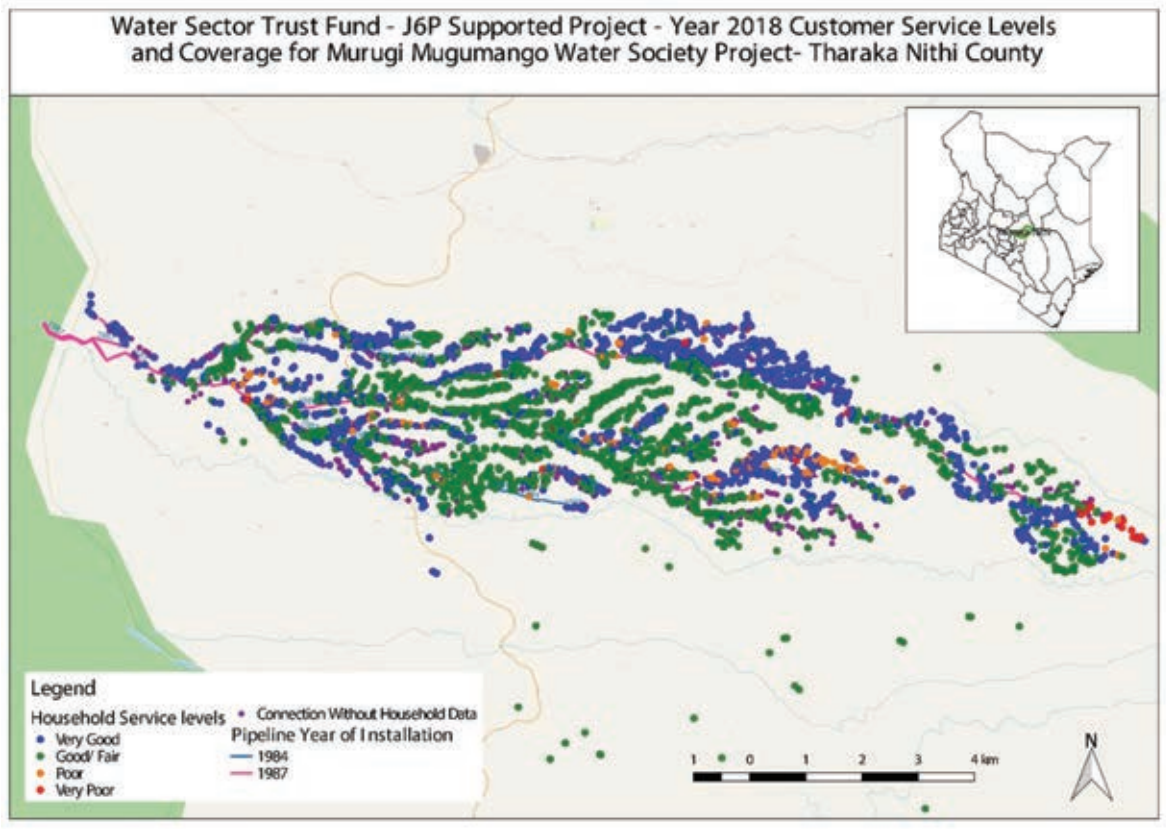 Water Sector Trust Fund - J6P Supported Project - Year 2018 Customer Service Levels
and Coverage for Murugi Mugumango Water Society Project- Tharaka Nithi County
Legend
Household Service levels
Very Good
Good/ Fair
Poor
Very Poor
Connection Without Household Data
Pipeline Year of Installation
1984
1987
1 0 1 2 3 4 km
N